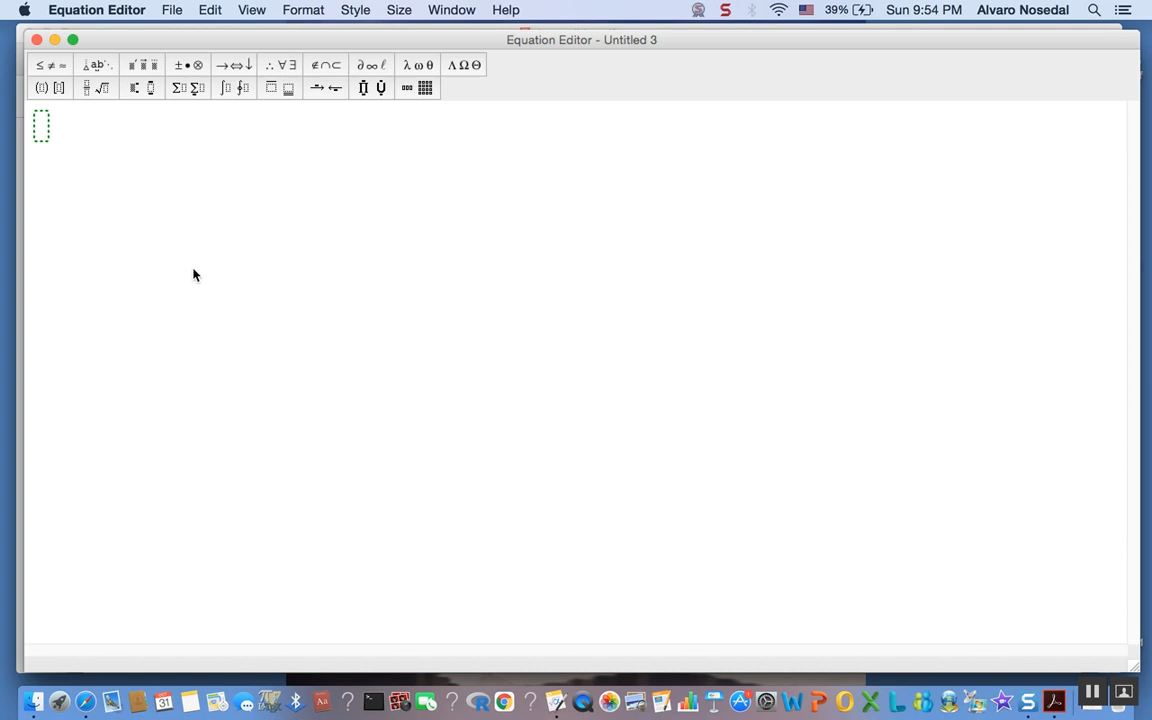 Equation Editor File Edit View Format Style Size Window Help 39% Sun 9:54 PM Alvaro Nosedal
Equation Editor - Untitled 3
≤ ≠ ≈ ± • ⊗ → ⇔ ↓ ∴ ∀ ∃ ∉ ∩ ⊂ ∂ ∞ ℓ λ ω θ Λ Ω Θ